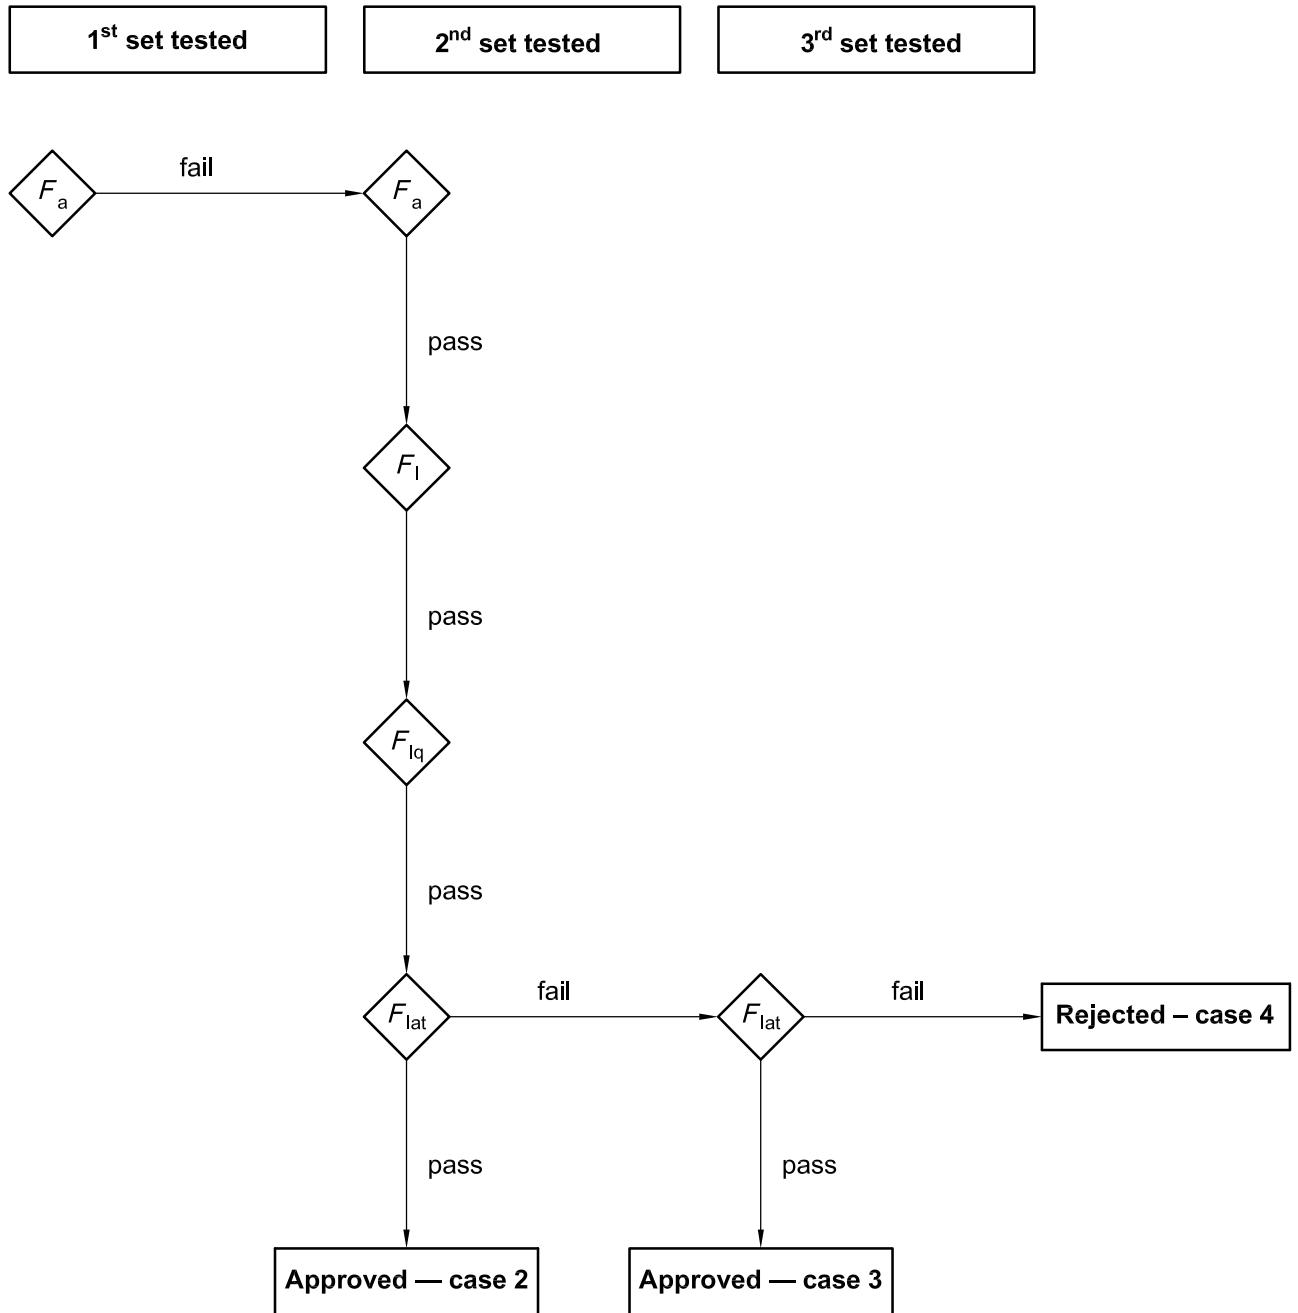 1st set tested
2nd set tested
3rd set tested
fail
Fa
Fa
pass
Fl
pass
Flq
pass
Flat
fail
Flat
fail
Rejected – case 4
pass
pass
Approved — case 2
Approved — case 3